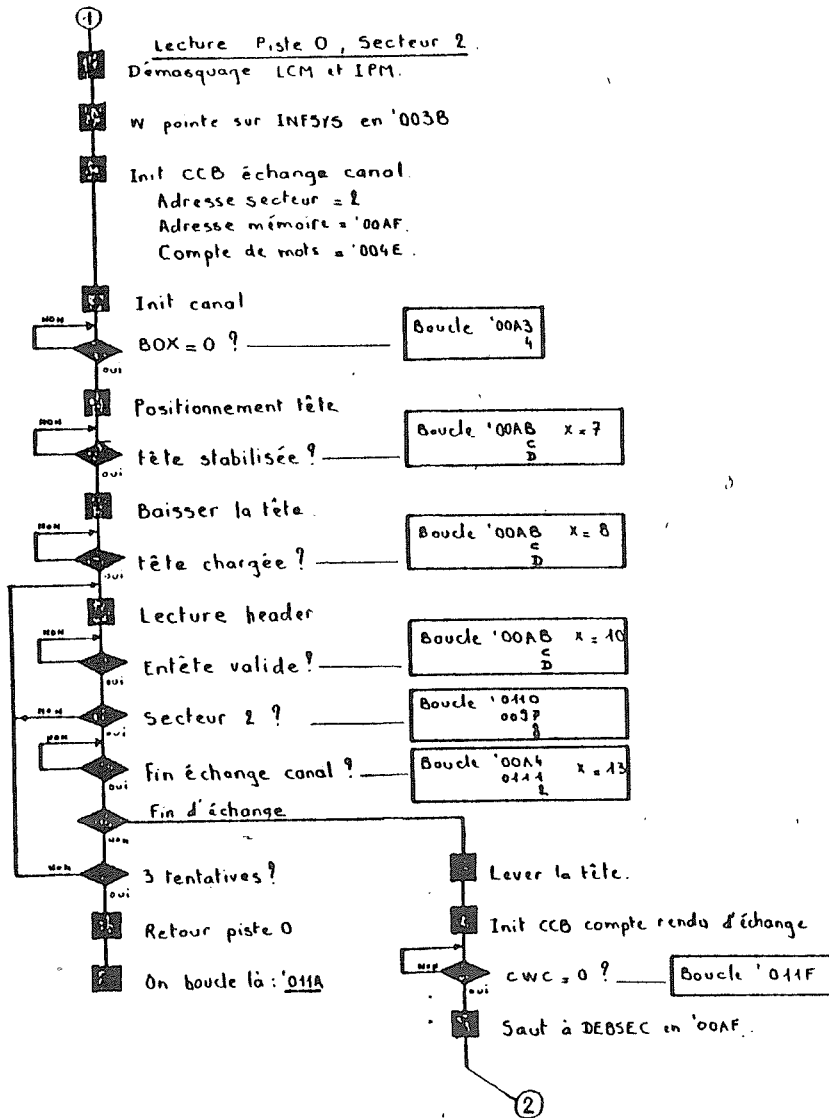 1
Lecture Piste 0, Secteur 2.
Démasquage LCM et IPM.
W pointe sur INFSYS en '003B
Init CCB échange canal.
Adresse secteur = 2
Adresse mémoire = '00AF.
Compte de mots = '004E.
Init canal
NON
BOX = 0 ?
OUI
Boucle '00A3
4
Positionnement tête
NON
tête stabilisée ?
OUI
Boucle '00AB X = 7
C
D
Baisser la tête.
NON
tête chargée ?
OUI
Boucle '00AB X = 8
C
D
Lecture header
NON
Entête valide ?
OUI
Boucle '00AB X = 10
C
D
NON
Secteur 2 ?
OUI
Boucle '0110
0097
8
NON
Fin échange canal ?
OUI
Boucle '00A4
0111 X = 13
2
Fin d'échange
NON
NON
3 tentatives ?
OUI
Lever la tête.
Retour piste 0
Init CCB compte rendu d'échange
On boucle là : '011A
NON
CWC = 0 ?
OUI
Boucle '011F
Saut à DEBSEC en '00AF.
2